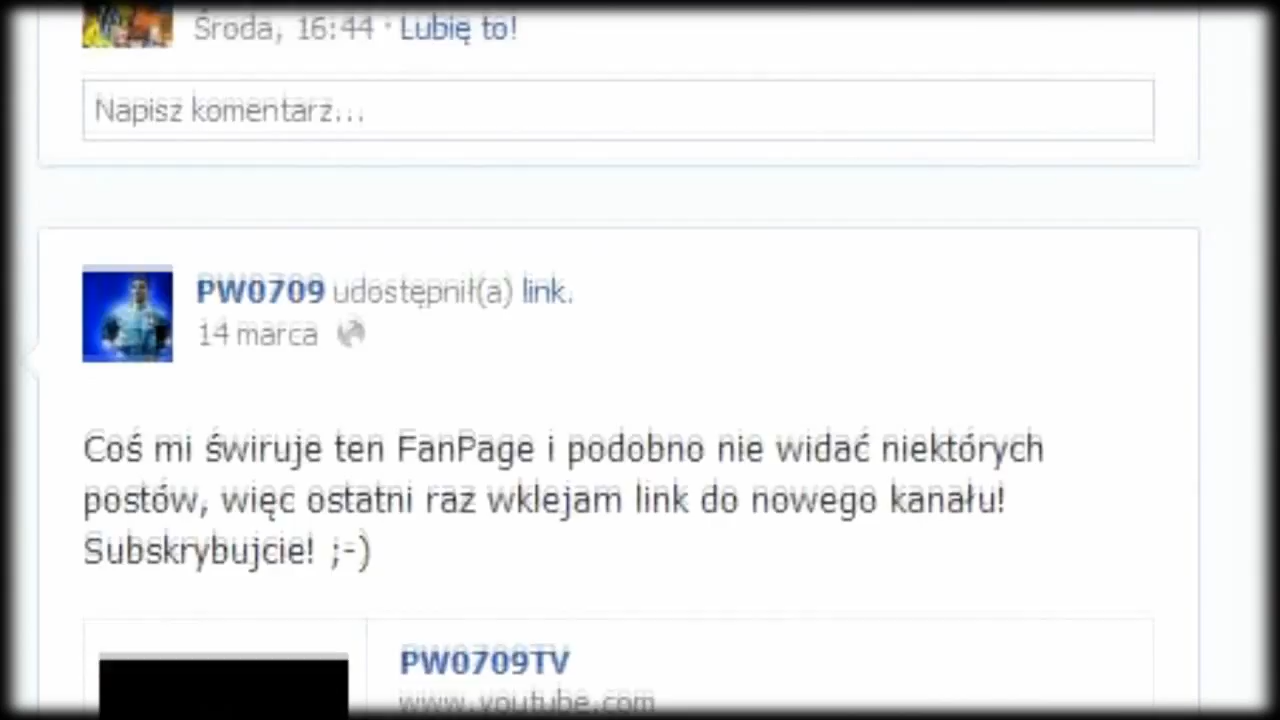 Środa, 16:44 · Lubię to!
Napisz komentarz...
PW0709 udostępnił(a) link.
14 marca
Coś mi świruje ten FanPage i podobno nie widać niektórych
postów, więc ostatni raz wklejam link do nowego kanału!
Subskrybujcie! ;-)
PW0709TV
www.youtube.com